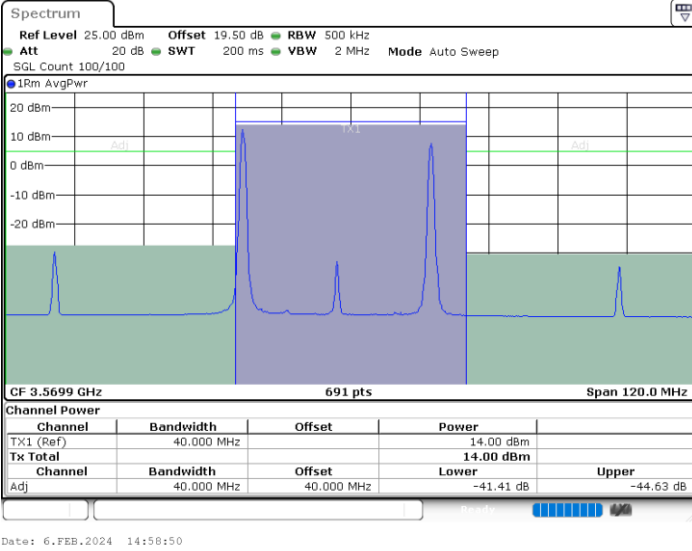 Spectrum
Ref Level 25.00 dBm Offset 19.50 dB RBW 500 kHz
Att 20 dB SWT 200 ms VBW 2 MHz Mode Auto Sweep
SGL Count 100/100
1Rm AvgPwr
20 dBm
TX1
10 dBm
Adj Adj
0 dBm
-10 dBm
-20 dBm
CF 3.5699 GHz 691 pts Span 120.0 MHz
Channel Power
Channel Bandwidth Offset Power
TX1 (Ref) 40.000 MHz 14.00 dBm
Tx Total 14.00 dBm
Channel Bandwidth Offset Lower Upper
Adj 40.000 MHz 40.000 MHz -41.41 dB -44.63 dB
Ready
Date: 6.FEB.2024 14:58:50